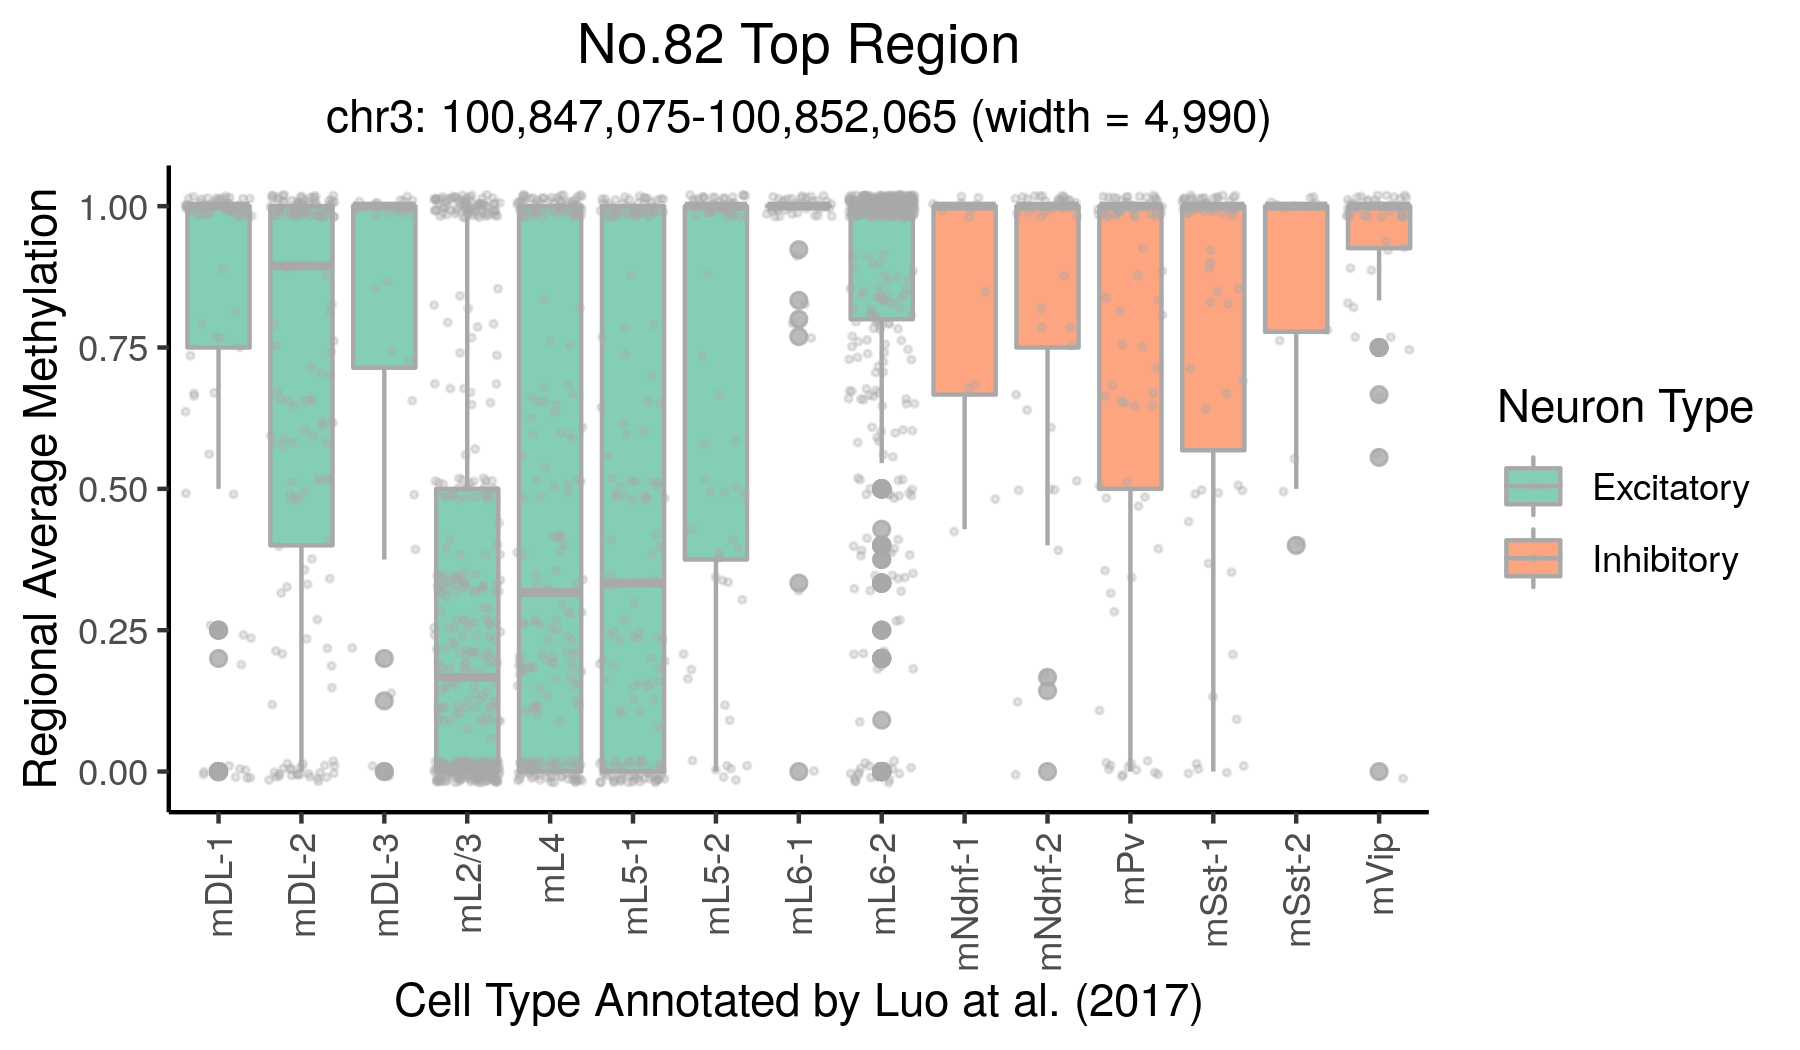 No.82 Top Region
chr3: 100,847,075-100,852,065 (width = 4,990)
Regional Average Methylation
1.00
0.75
0.50
0.25
0.00
mDL-1
mDL-2
mDL-3
mL2/3
mL4
mL5-1
mL5-2
mL6-1
mL6-2
mNdnf-1
mNdnf-2
mPv
mSst-1
mSst-2
mVip
Cell Type Annotated by Luo at al. (2017)
Neuron Type
Excitatory
Inhibitory